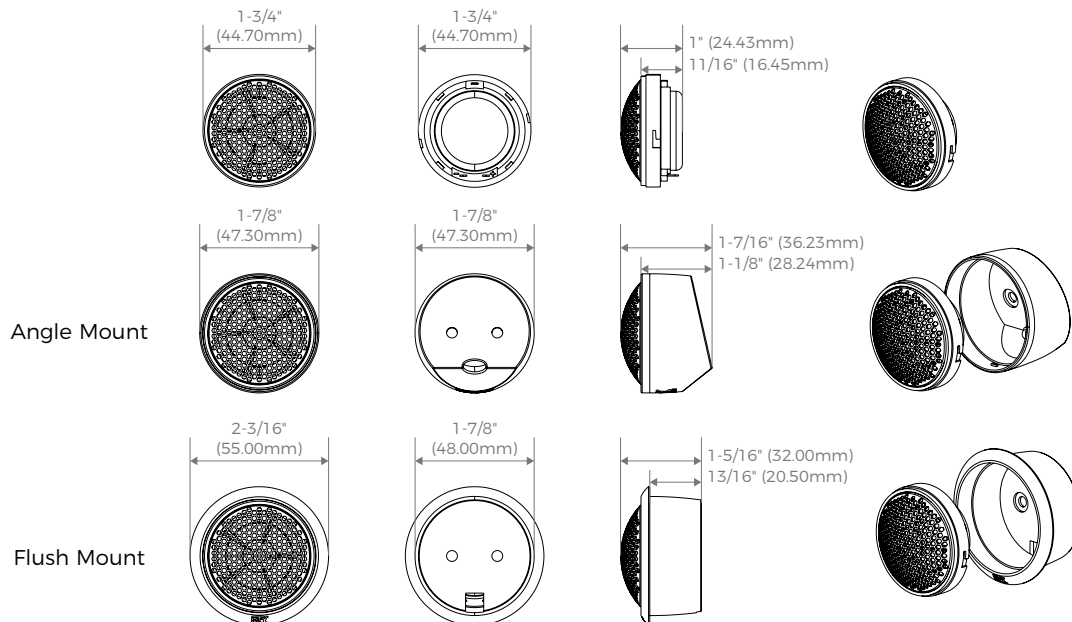 1-3/4"
(44.70mm)
1-3/4"
(44.70mm)
1" (24.43mm)
11/16" (16.45mm)
1-7/8"
(47.30mm)
1-7/8"
(47.30mm)
1-7/16" (36.23mm)
1-1/8" (28.24mm)
Angle Mount
2-3/16"
(55.00mm)
1-7/8"
(48.00mm)
1-5/16" (32.00mm)
13/16" (20.50mm)
Flush Mount